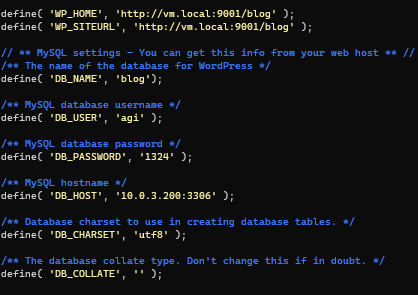 define( 'WP_HOME', 'http://vm.local:9001/blog' );
define( 'WP_SITEURL', 'http://vm.local:9001/blog' );
// ** MySQL settings - You can get this info from your web host ** //
/** The name of the database for WordPress */
define( 'DB_NAME', 'blog');
/** MySQL database username */
define( 'DB_USER', 'agi' );
/** MySQL database password */
define( 'DB_PASSWORD', '1324' );
/** MySQL hostname */
define( 'DB_HOST', '10.0.3.200:3306' );
/** Database charset to use in creating database tables. */
define( 'DB_CHARSET', 'utf8' );
/** The database collate type. Don't change this if in doubt. */
define( 'DB_COLLATE', '' );